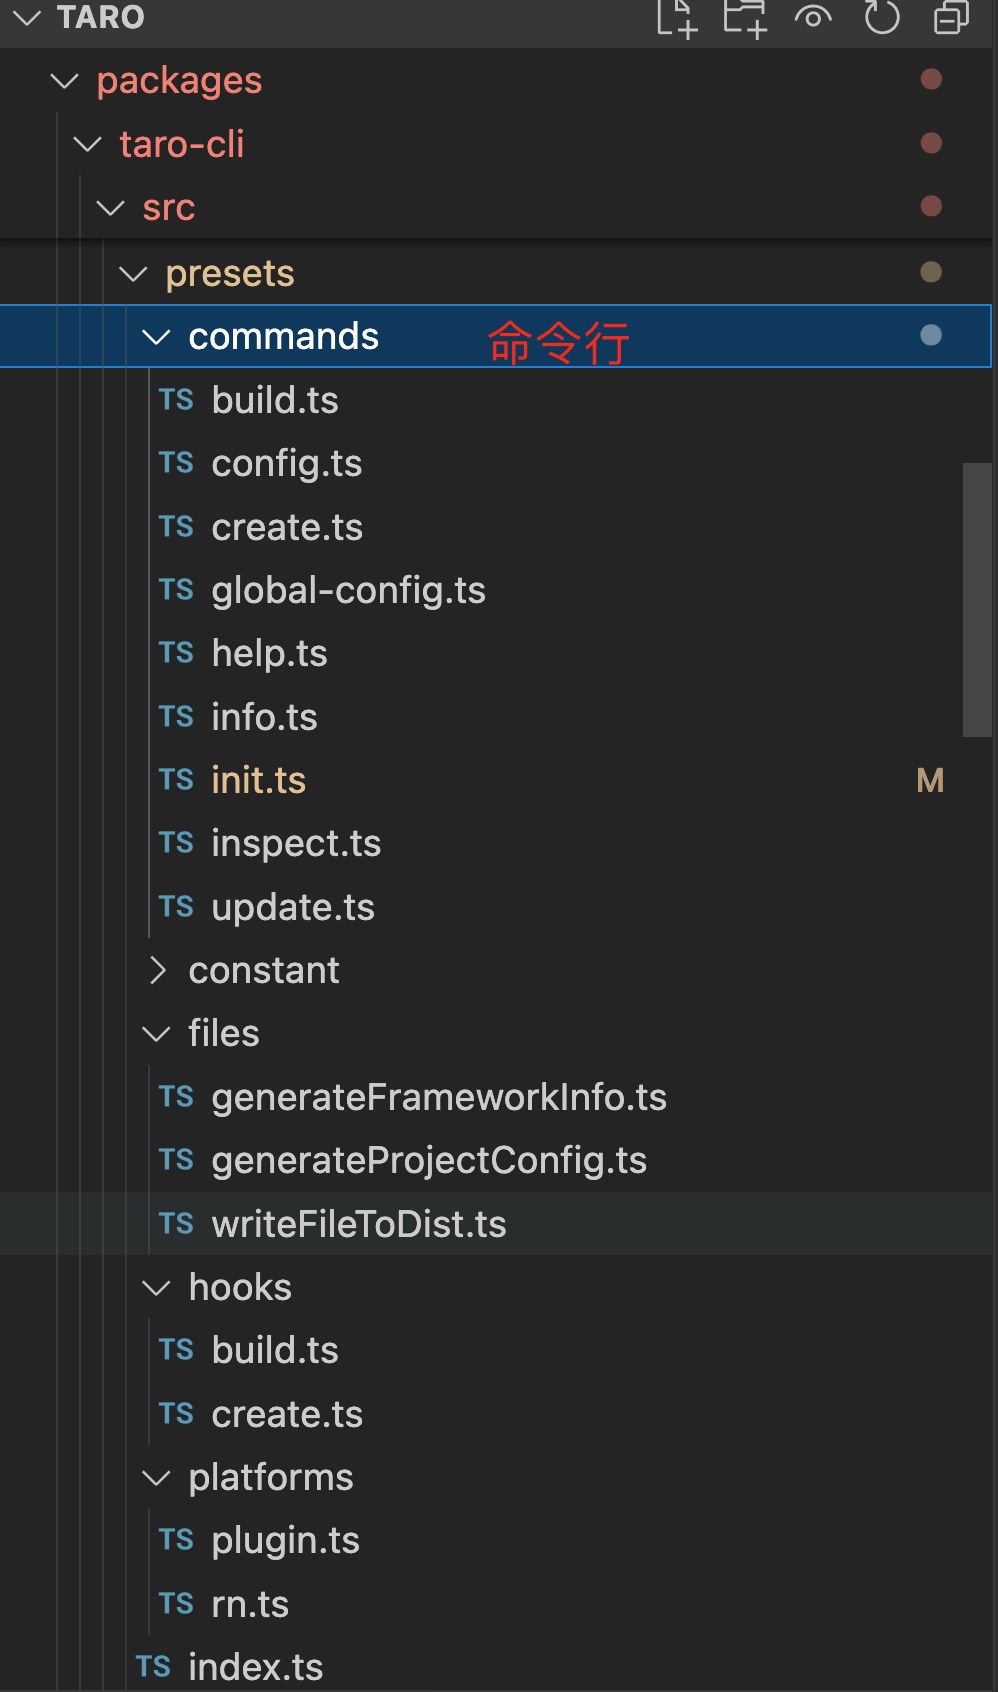 TARO
packages
taro-cli
src
presets
commands 命令行
TS build.ts
TS config.ts
TS create.ts
TS global-config.ts
TS help.ts
TS info.ts
TS init.ts M
TS inspect.ts
TS update.ts
constant
files
TS generateFrameworkInfo.ts
TS generateProjectConfig.ts
TS writeFileToDist.ts
hooks
TS build.ts
TS create.ts
platforms
TS plugin.ts
TS rn.ts
TS index.ts